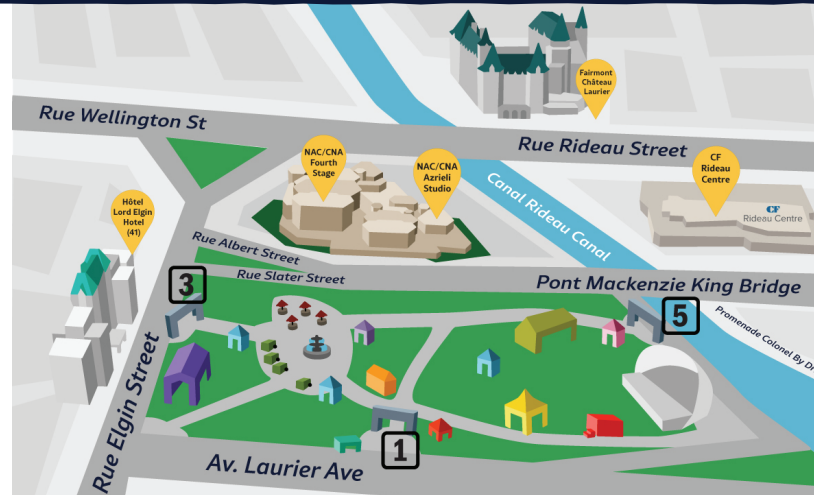 Fairmont
Château
Laurier
Rue Wellington St
Rue Rideau Street
NAC/CNA
Fourth
Stage
NAC/CNA
Azrieli
Studio
CF
Rideau
Centre
Canal Rideau Canal
CF
Rideau Centre
Hôtel
Lord Elgin
Hotel
(41)
Rue Albert Street
Rue Slater Street
Pont Mackenzie King Bridge
3
5
Promenade Colonel By
Rue Elgin Street
1
Av. Laurier Ave